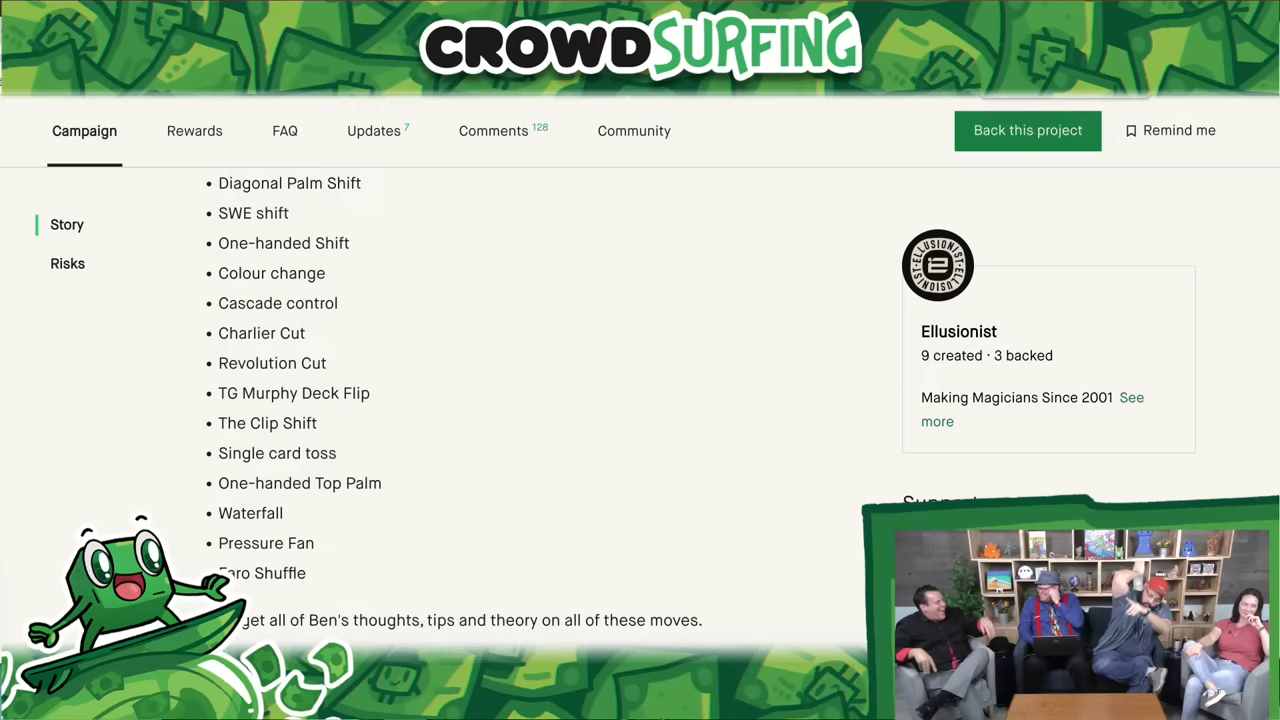 CROWDSURFING
Campaign
Rewards
FAQ
Updates 7
Comments 128
Community
Back this project
Remind me
Story
Risks
• Diagonal Palm Shift
• SWE shift
• One-handed Shift
• Colour change
• Cascade control
• Charlier Cut
• Revolution Cut
• TG Murphy Deck Flip
• The Clip Shift
• Single card toss
• One-handed Top Palm
• Waterfall
• Pressure Fan
Faro Shuffle
get all of Ben's thoughts, tips and theory on all of these moves.
ELLUSIONIST · ELLUSIONIST
Ellusionist
9 created · 3 backed
Making Magicians Since 2001 See
more